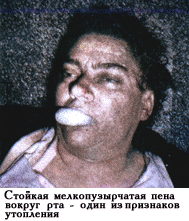 Стойкая мелкопузырчатая пена
вокруг рта - один из признаков
утопления